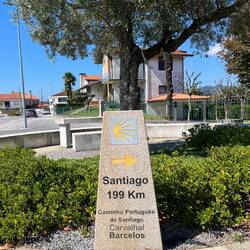 Santiago
199 Km
Caminho Português
de Santiago
Carvalhal
Barcelos